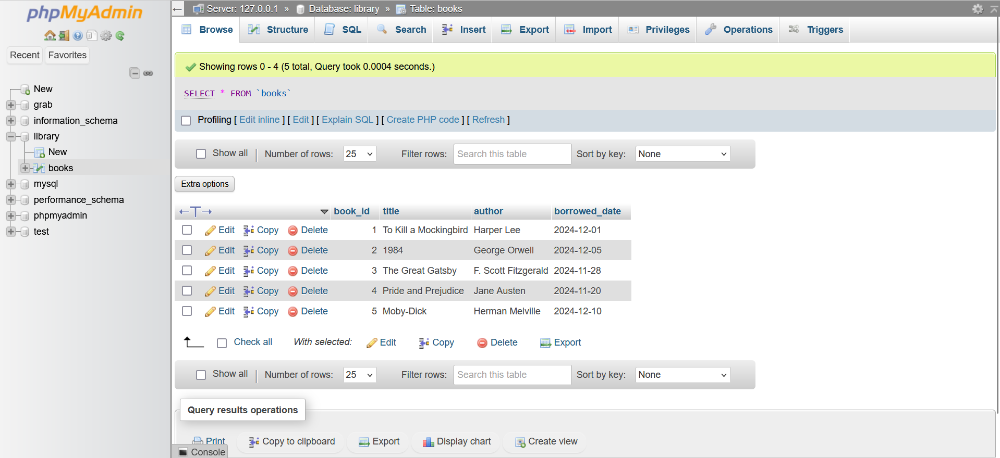 phpMyAdmin
Recent Favorites
New
grab
information_schema
library
New
books
mysql
performance_schema
phpmyadmin
test
Server: 127.0.0.1 » Database: library » Table: books
Browse Structure SQL Search Insert Export Import Privileges Operations Triggers
Showing rows 0 - 4 (5 total, Query took 0.0004 seconds.)
SELECT * FROM `books`
Profiling [ Edit inline ] [ Edit ] [ Explain SQL ] [ Create PHP code ] [ Refresh ]
Show all | Number of rows: 25 Filter rows: Search this table Sort by key: None
Extra options
←T→ book_id title author borrowed_date
Edit Copy Delete 1 To Kill a Mockingbird Harper Lee 2024-12-01
Edit Copy Delete 2 1984 George Orwell 2024-12-05
Edit Copy Delete 3 The Great Gatsby F. Scott Fitzgerald 2024-11-28
Edit Copy Delete 4 Pride and Prejudice Jane Austen 2024-11-20
Edit Copy Delete 5 Moby-Dick Herman Melville 2024-12-10
Check all With selected: Edit Copy Delete Export
Show all | Number of rows: 25 Filter rows: Search this table Sort by key: None
Query results operations
Print Copy to clipboard Export Display chart Create view
Console